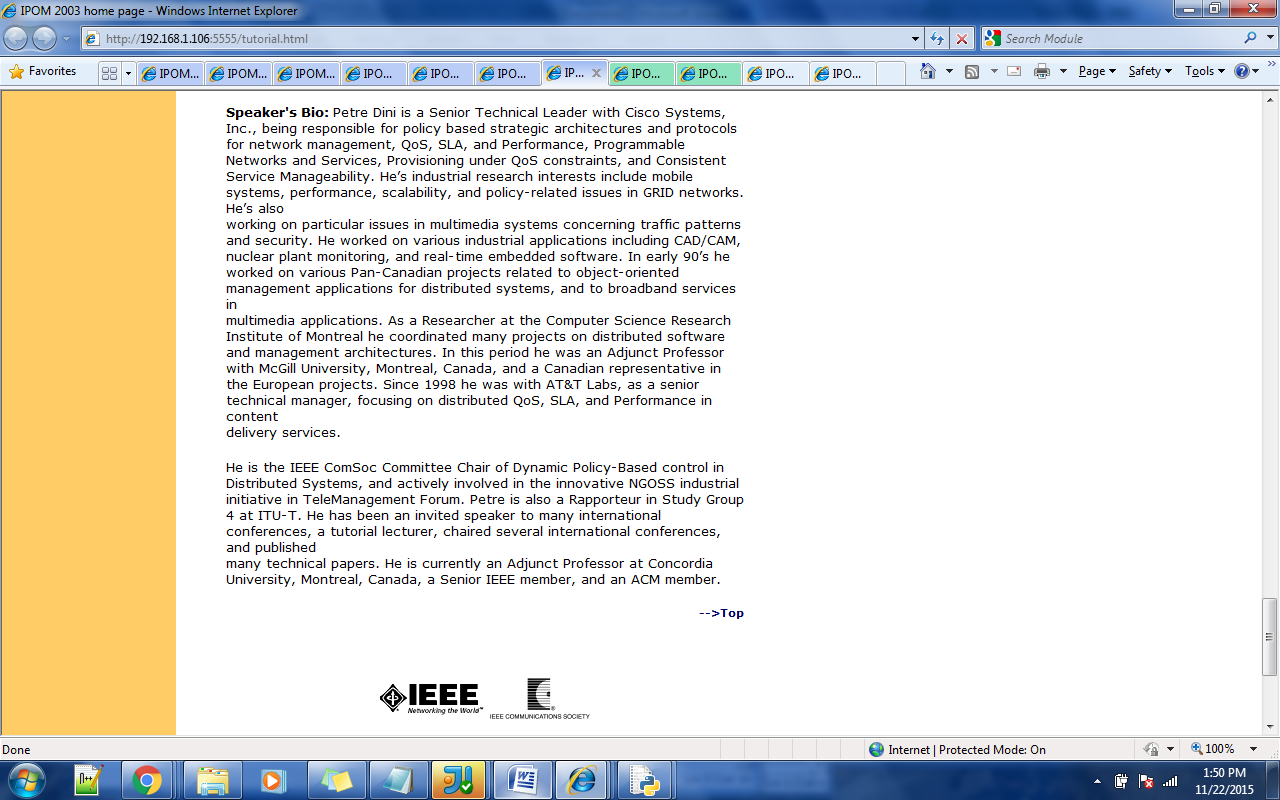 IPOM 2003 home page - Windows Internet Explorer
http://192.168.1.106:5555/tutorial.html
Search Module
Favorites
IPOM... IPOM... IPOM... IPO... IPO... IPO... IP... IPO... IPO... IPO... IPO...
Page Safety Tools
Speaker's Bio: Petre Dini is a Senior Technical Leader with Cisco Systems,
Inc., being responsible for policy based strategic architectures and protocols
for network management, QoS, SLA, and Performance, Programmable
Networks and Services, Provisioning under QoS constraints, and Consistent
Service Manageability. He's industrial research interests include mobile
systems, performance, scalability, and policy-related issues in GRID networks.
He's also
working on particular issues in multimedia systems concerning traffic patterns
and security. He worked on various industrial applications including CAD/CAM,
nuclear plant monitoring, and real-time embedded software. In early 90's he
worked on various Pan-Canadian projects related to object-oriented
management applications for distributed systems, and to broadband services
in
multimedia applications. As a Researcher at the Computer Science Research
Institute of Montreal he coordinated many projects on distributed software
and management architectures. In this period he was an Adjunct Professor
with McGill University, Montreal, Canada, and a Canadian representative in
the European projects. Since 1998 he was with AT&T Labs, as a senior
technical manager, focusing on distributed QoS, SLA, and Performance in
content
delivery services.
He is the IEEE ComSoc Committee Chair of Dynamic Policy-Based control in
Distributed Systems, and actively involved in the innovative NGOSS industrial
initiative in TeleManagement Forum. Petre is also a Rapporteur in Study Group
4 at ITU-T. He has been an invited speaker to many international
conferences, a tutorial lecturer, chaired several international conferences,
and published
many technical papers. He is currently an Adjunct Professor at Concordia
University, Montreal, Canada, a Senior IEEE member, and an ACM member.
-->Top
IEEE
Networking the World™
IEEE COMMUNICATIONS SOCIETY
Done
Internet | Protected Mode: On
100%
1:50 PM
11/22/2015